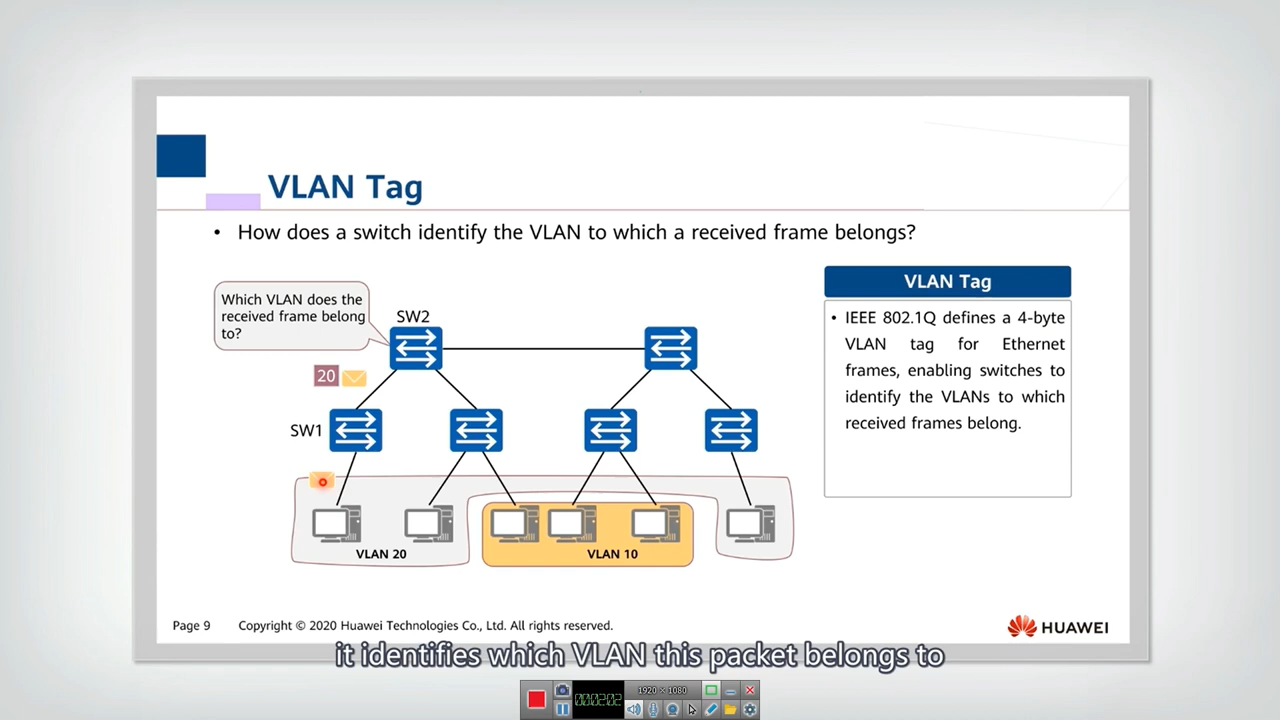 VLAN Tag
• How does a switch identify the VLAN to which a received frame belongs?
Which VLAN does the
received frame belong
to?
SW2
20
SW1
VLAN 20
VLAN 10
VLAN Tag
• IEEE 802.1Q defines a 4-byte
VLAN tag for Ethernet
frames, enabling switches to
identify the VLANs to which
received frames belong.
Page 9 Copyright © 2020 Huawei Technologies Co., Ltd. All rights reserved.
HUAWEI
it identifies which VLAN this packet belongs to
000202
1920 × 1080